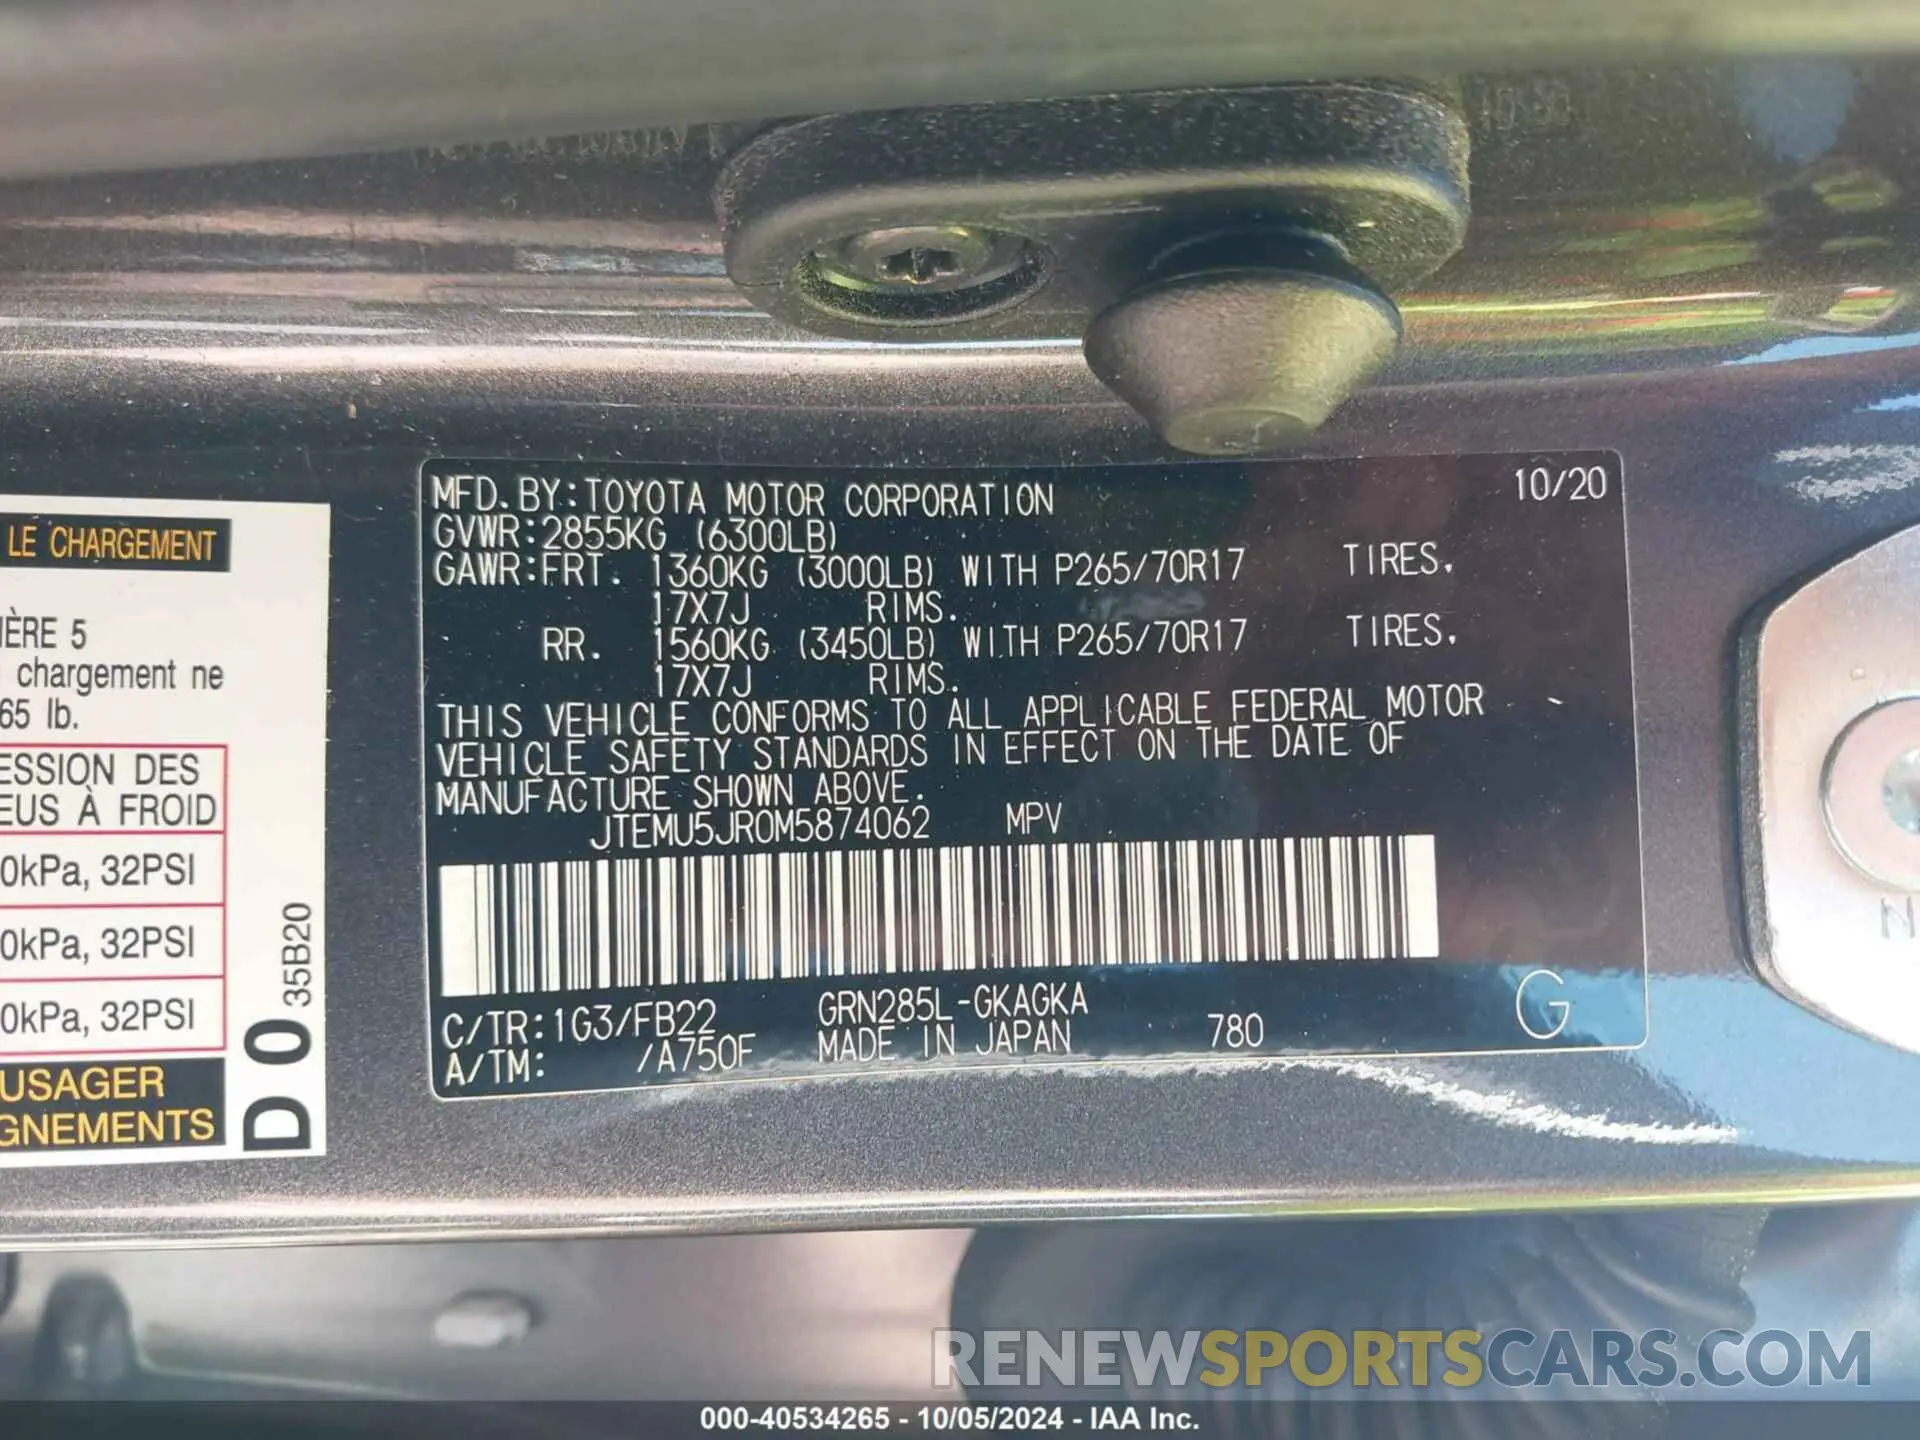 LE CHARGEMENT
IÈRE 5
chargement ne
65 lb.
ESSION DES
EUS À FROID
0kPa, 32PSI
0kPa, 32PSI
0kPa, 32PSI
USAGER
GNEMENTS
D 0 35B20
MFD. BY: TOYOTA MOTOR CORPORATION 10/20
GVWR: 2855KG (6300LB)
GAWR: FRT. 1360KG (3000LB) WITH P265/70R17 TIRES.
17X7J RIMS.
RR. 1560KG (3450LB) WITH P265/70R17 TIRES.
17X7J RIMS.
THIS VEHICLE CONFORMS TO ALL APPLICABLE FEDERAL MOTOR
VEHICLE SAFETY STANDARDS IN EFFECT ON THE DATE OF
MANUFACTURE SHOWN ABOVE.
JTEMU5JR0M5874062 MPV
C/TR: 1G3/FB22 GRN285L-GKAGKA
A/TM: /A750F MADE IN JAPAN 780 G
N
RENEWSPORTSCARS.COM
000-40534265 - 10/05/2024 - IAA Inc.